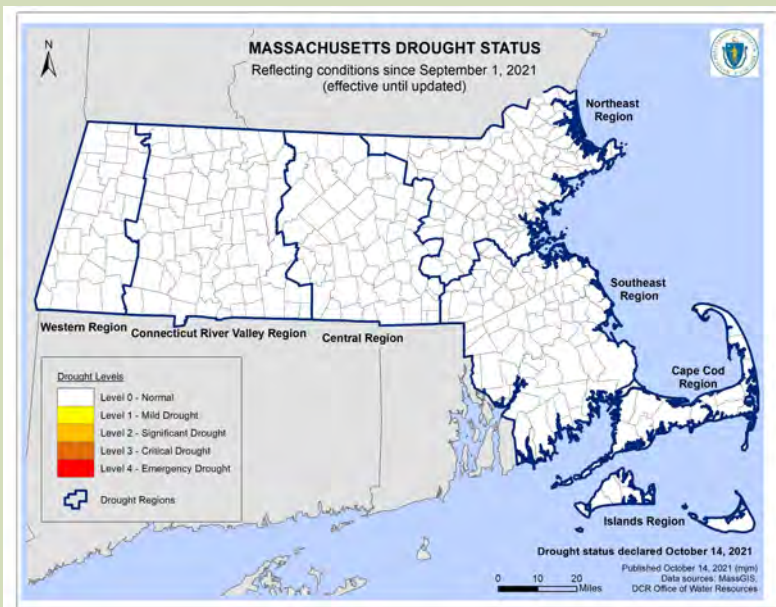 N
MASSACHUSETTS DROUGHT STATUS
Reflecting conditions since September 1, 2021
(effective until updated)
Northeast
Region
Southeast
Region
Cape Cod
Region
Western Region
Connecticut River Valley Region
Central Region
Islands Region
Drought Levels
Level 0 - Normal
Level 1 - Mild Drought
Level 2 - Significant Drought
Level 3 - Critical Drought
Level 4 - Emergency Drought
Drought Regions
Drought status declared October 14, 2021
Published October 14, 2021 (mjm)
Data sources: MassGIS,
DCR Office of Water Resources
0 10 20
Miles